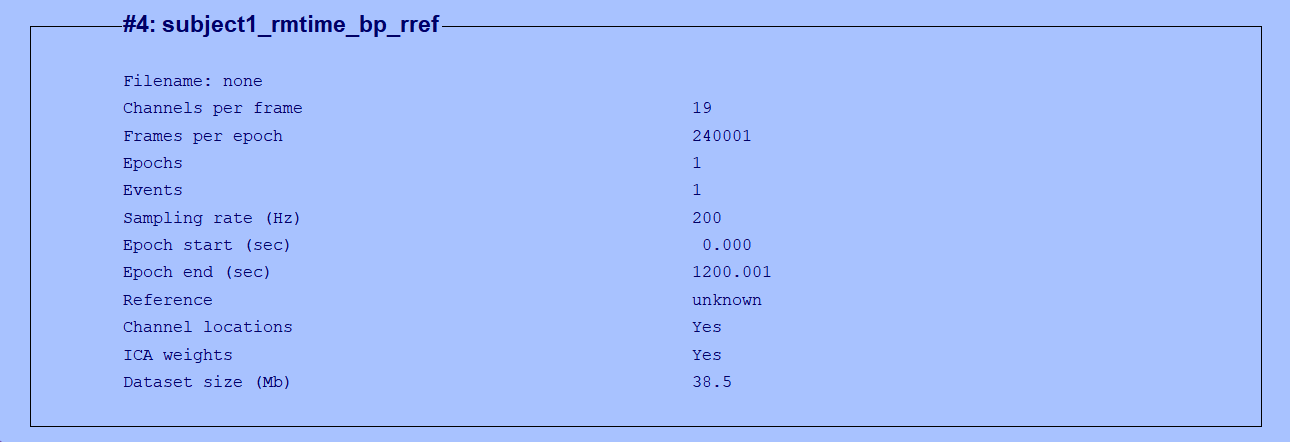 #4: subject1_rmtime_bp_rref
Filename: none
Channels per frame 19
Frames per epoch 240001
Epochs 1
Events 1
Sampling rate (Hz) 200
Epoch start (sec) 0.000
Epoch end (sec) 1200.001
Reference unknown
Channel locations Yes
ICA weights Yes
Dataset size (Mb) 38.5